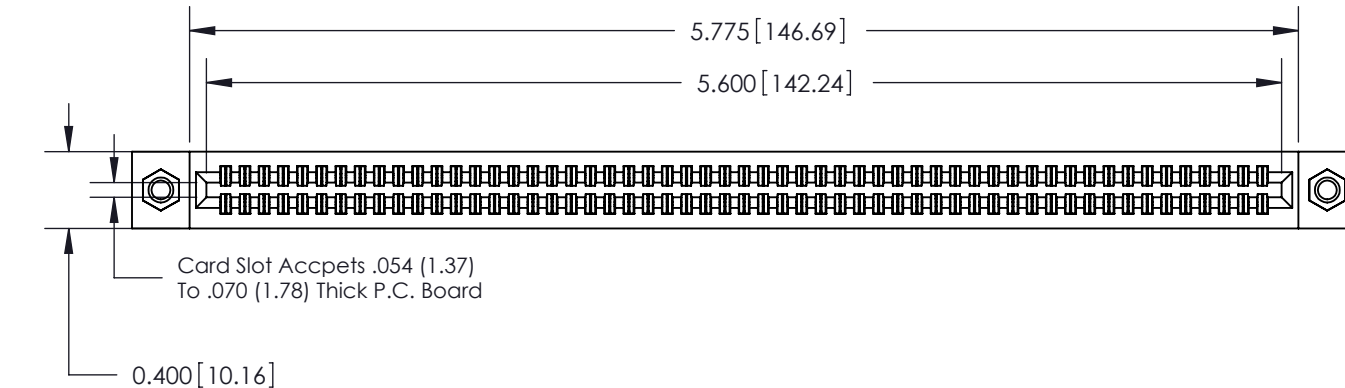 5.775 [146.69]
5.600 [142.24]
Card Slot Accpets .054 (1.37)
To .070 (1.78) Thick P.C. Board
0.400 [10.16]